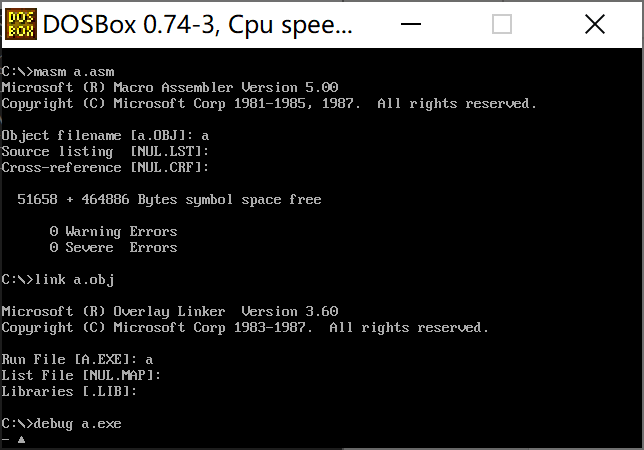 DOS
BOX
DOSBox 0.74-3, Cpu spee...
C:\>masm a.asm
Microsoft (R) Macro Assembler Version 5.00
Copyright (C) Microsoft Corp 1981-1985, 1987.  All rights reserved.
Object filename [a.OBJ]: a
Source listing  [NUL.LST]:
Cross-reference [NUL.CRF]:
  51658 + 464886 Bytes symbol space free
      0 Warning Errors
      0 Severe  Errors
C:\>link a.obj
Microsoft (R) Overlay Linker  Version 3.60
Copyright (C) Microsoft Corp 1983-1987.  All rights reserved.
Run File [A.EXE]: a
List File [NUL.MAP]:
Libraries [.LIB]:
C:\>debug a.exe
- ▲